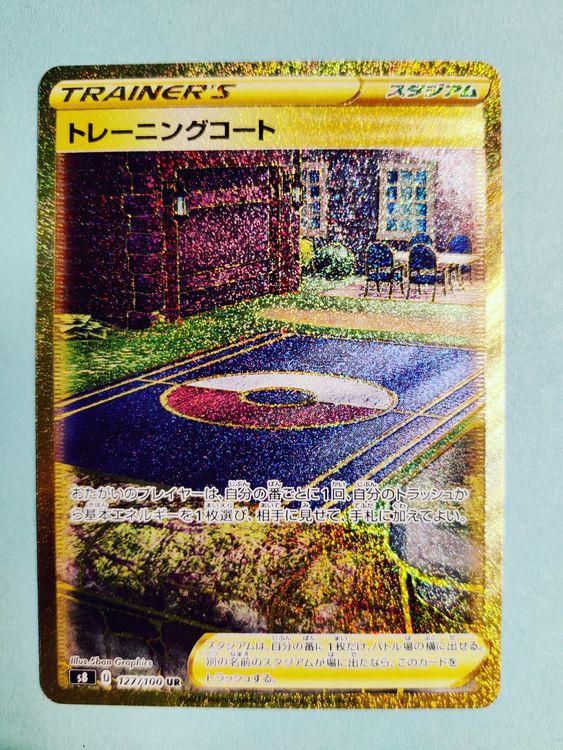 TRAINER'S
スタジアム
トレーニングコート
おたがいのプレイヤーは、自分の番ごとに1回、自分のトラッシュか
ら基本エネルギーを1枚選び、相手に見せて、手札に加えてよい。
スタジアムは、自分の番に1枚だけ、バトル場の横に出せる。
別の名前のスタジアムが場に出たなら、このカードを
トラッシュする。
Illus. 5ban Graphics
s8 D 127/100 UR